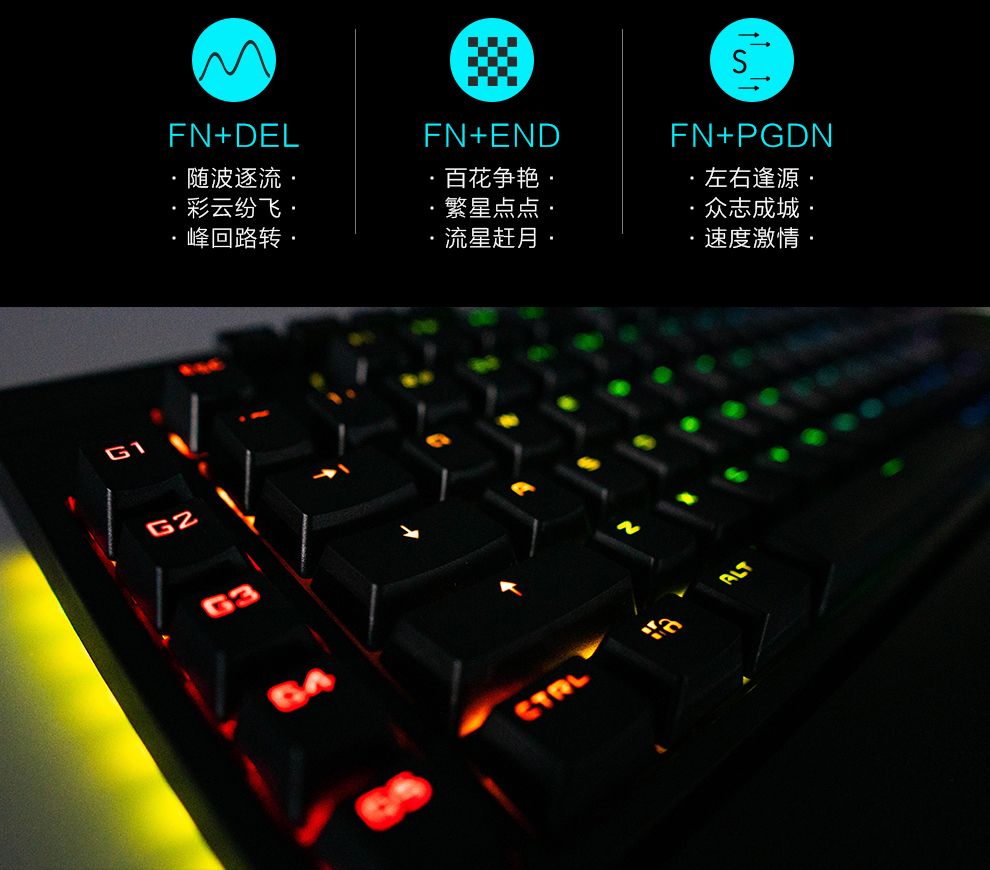 S
FN+DEL
FN+END
FN+PGDN
· 随波逐流 ·
· 彩云纷飞 ·
· 峰回路转 ·
· 百花争艳 ·
· 繁星点点 ·
· 流星赶月 ·
· 左右逢源 ·
· 众志成城 ·
· 速度激情 ·
ESC
G1
G2
G3
G4
G5
Q
A
Z
ALT
CTRL